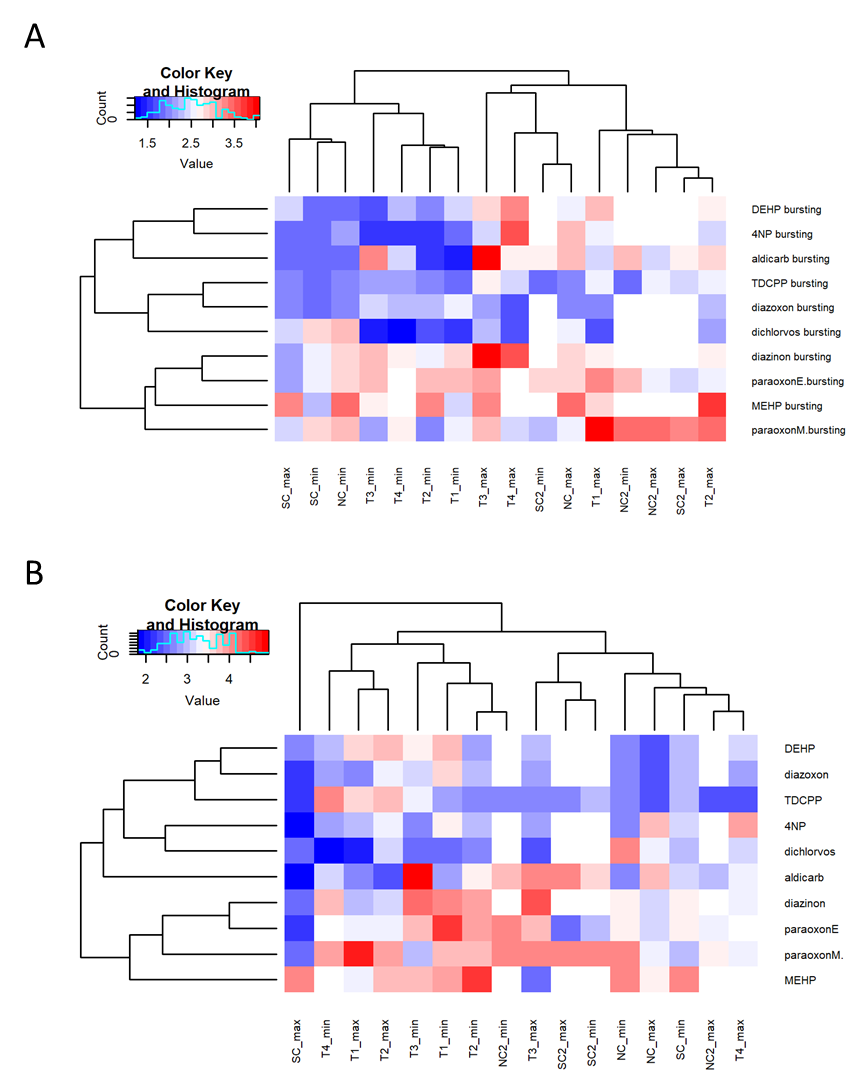 A
Color Key
and Histogram
Count
0
1.5 2.5 3.5
Value
DEHP bursting
4NP bursting
aldicarb bursting
TDCPP bursting
diazoxon bursting
dichlorvos bursting
diazinon bursting
paraoxonE.bursting
MEHP bursting
paraoxonM.bursting
SC_max SC_min NC_min T3_min T4_min T2_min T1_min T3_max T4_max SC2_min NC_max T1_max NC2_min NC2_max SC2_max T2_max
B
Color Key
and Histogram
Count
0
2 3 4
Value
DEHP
diazoxon
TDCPP
4NP
dichlorvos
aldicarb
diazinon
paraoxonE
paraoxonM.
MEHP
SC_max T4_min T1_max T2_max T3_min T1_min T2_min NC2_min T3_max SC2_max SC2_min NC_min NC_max SC_min NC2_max T4_max